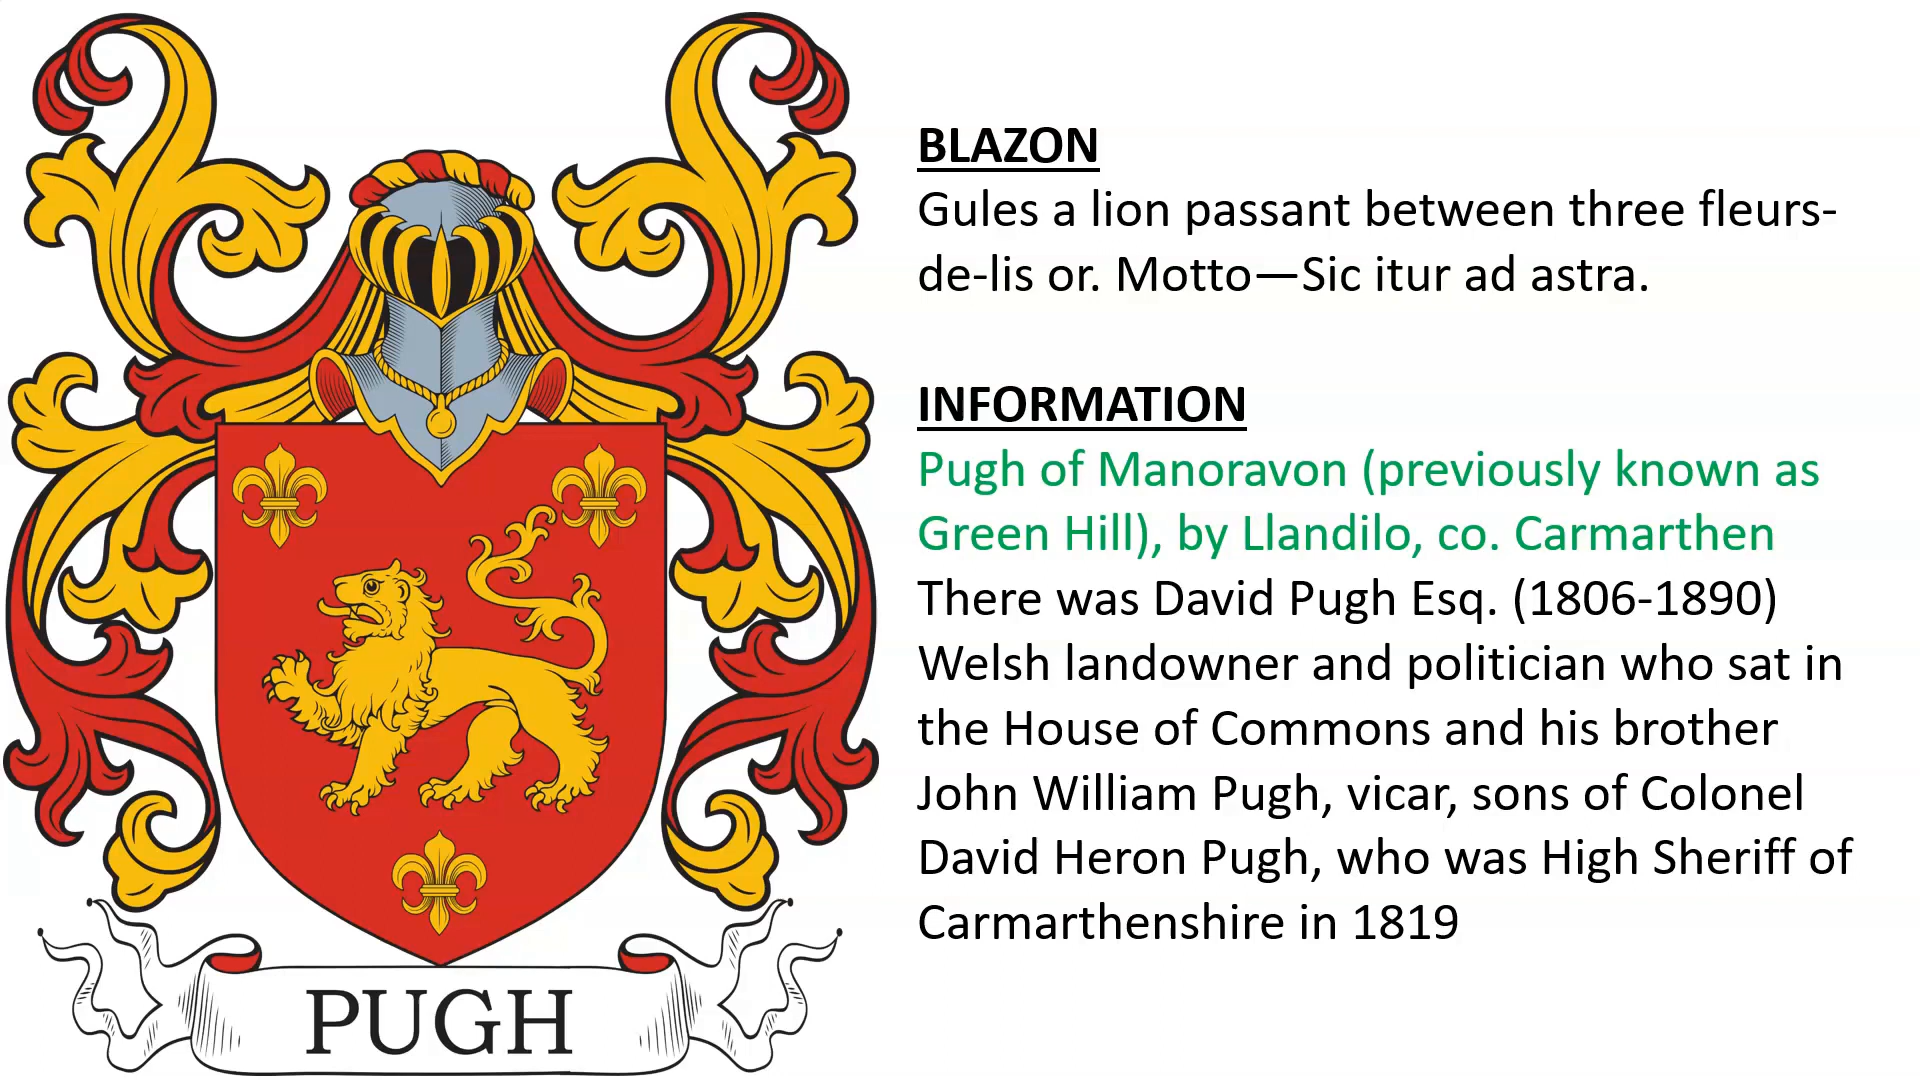 BLAZON
Gules a lion passant between three fleurs-
de-lis or. Motto—Sic itur ad astra.
INFORMATION
Pugh of Manoravon (previously known as
Green Hill), by Llandilo, co. Carmarthen
There was David Pugh Esq. (1806-1890)
Welsh landowner and politician who sat in
the House of Commons and his brother
John William Pugh, vicar, sons of Colonel
David Heron Pugh, who was High Sheriff of
Carmarthenshire in 1819
PUGH